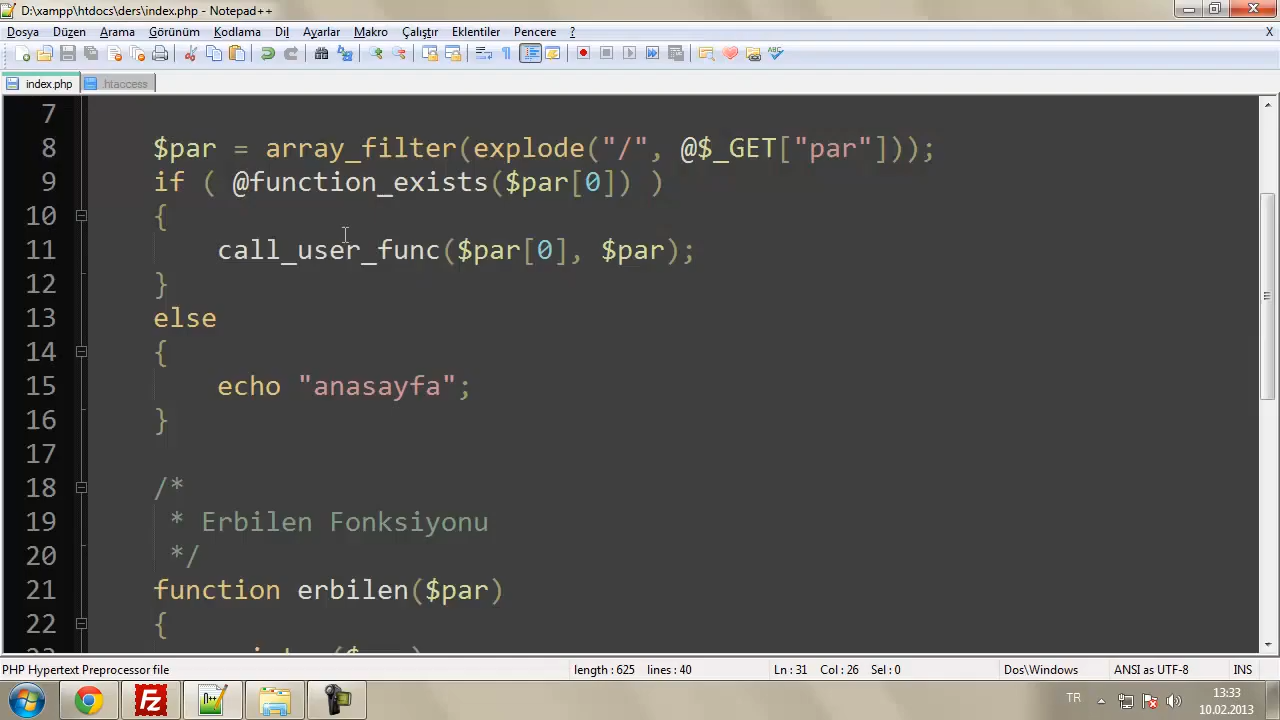 D:\xampp\htdocs\ders\index.php - Notepad++
Dosya Düzen Arama Görünüm Kodlama Dil Ayarlar Makro Çalıştır Eklentiler Pencere ? X
index.php .htaccess
7
8 $par = array_filter(explode("/", @$_GET["par"]));
9 if ( @function_exists($par[0]) )
10 {
11 call_user_func($par[0], $par);
12 }
13 else
14 {
15 echo "anasayfa";
16 }
17
18 /*
19 * Erbilen Fonksiyonu
20 */
21 function erbilen($par)
22 {
PHP Hypertext Preprocessor file length : 625 lines : 40 Ln : 31 Col : 26 Sel : 0 Dos\Windows ANSI as UTF-8 INS
TR 13:33
10.02.2013